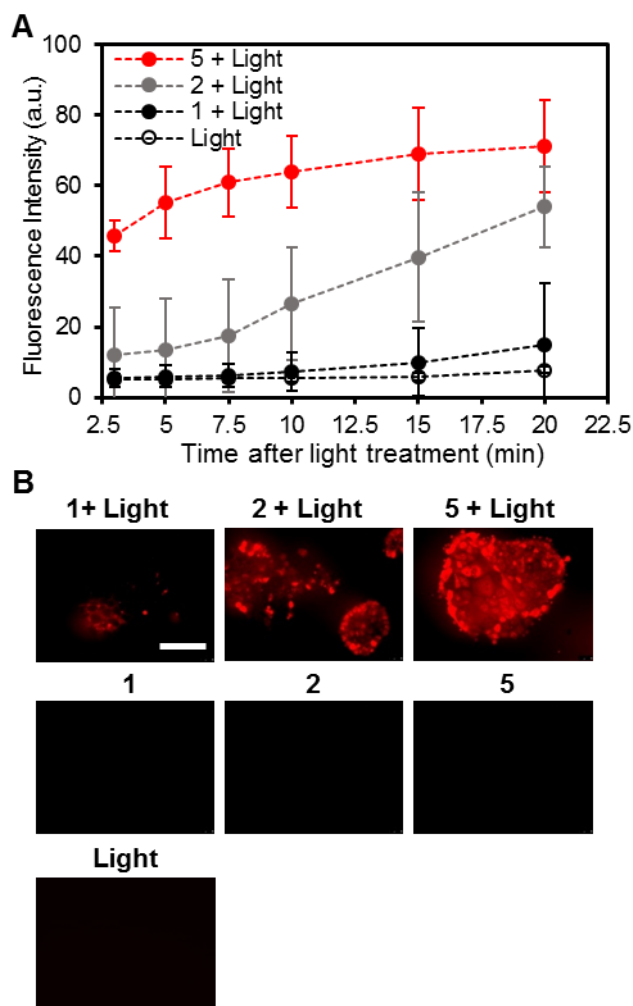 A
100
80
60
40
20
0
Fluorescence Intensity (a.u.)
5 + Light
2 + Light
1 + Light
Light
2.5 5 7.5 10 12.5 15 17.5 20 22.5
Time after light treatment (min)
B
1+ Light 2 + Light 5 + Light
1 2 5
Light